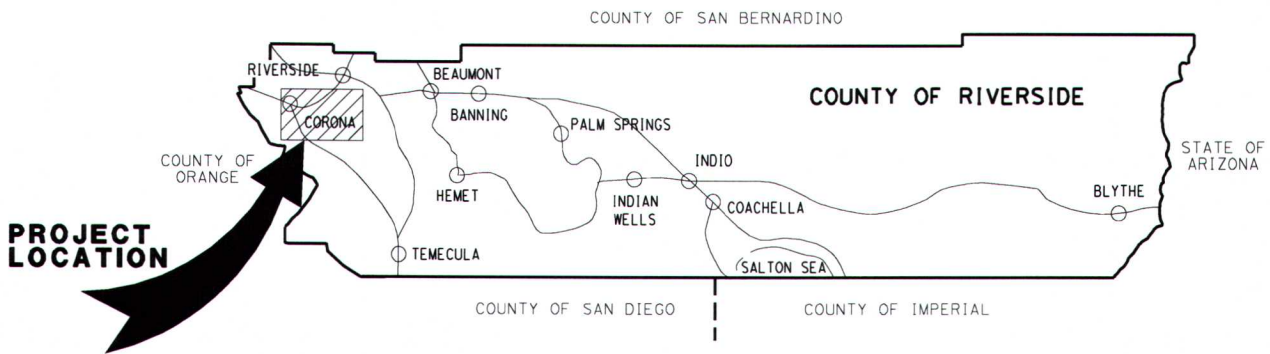 COUNTY OF SAN BERNARDINO
RIVERSIDE
BEAUMONT
COUNTY OF RIVERSIDE
BANNING
CORONA
PALM SPRINGS
STATE OF
ARIZONA
COUNTY OF
ORANGE
INDIO
HEMET
INDIAN
WELLS
BLYTHE
COACHELLA
PROJECT
LOCATION
TEMECULA
SALTON SEA
COUNTY OF SAN DIEGO
COUNTY OF IMPERIAL